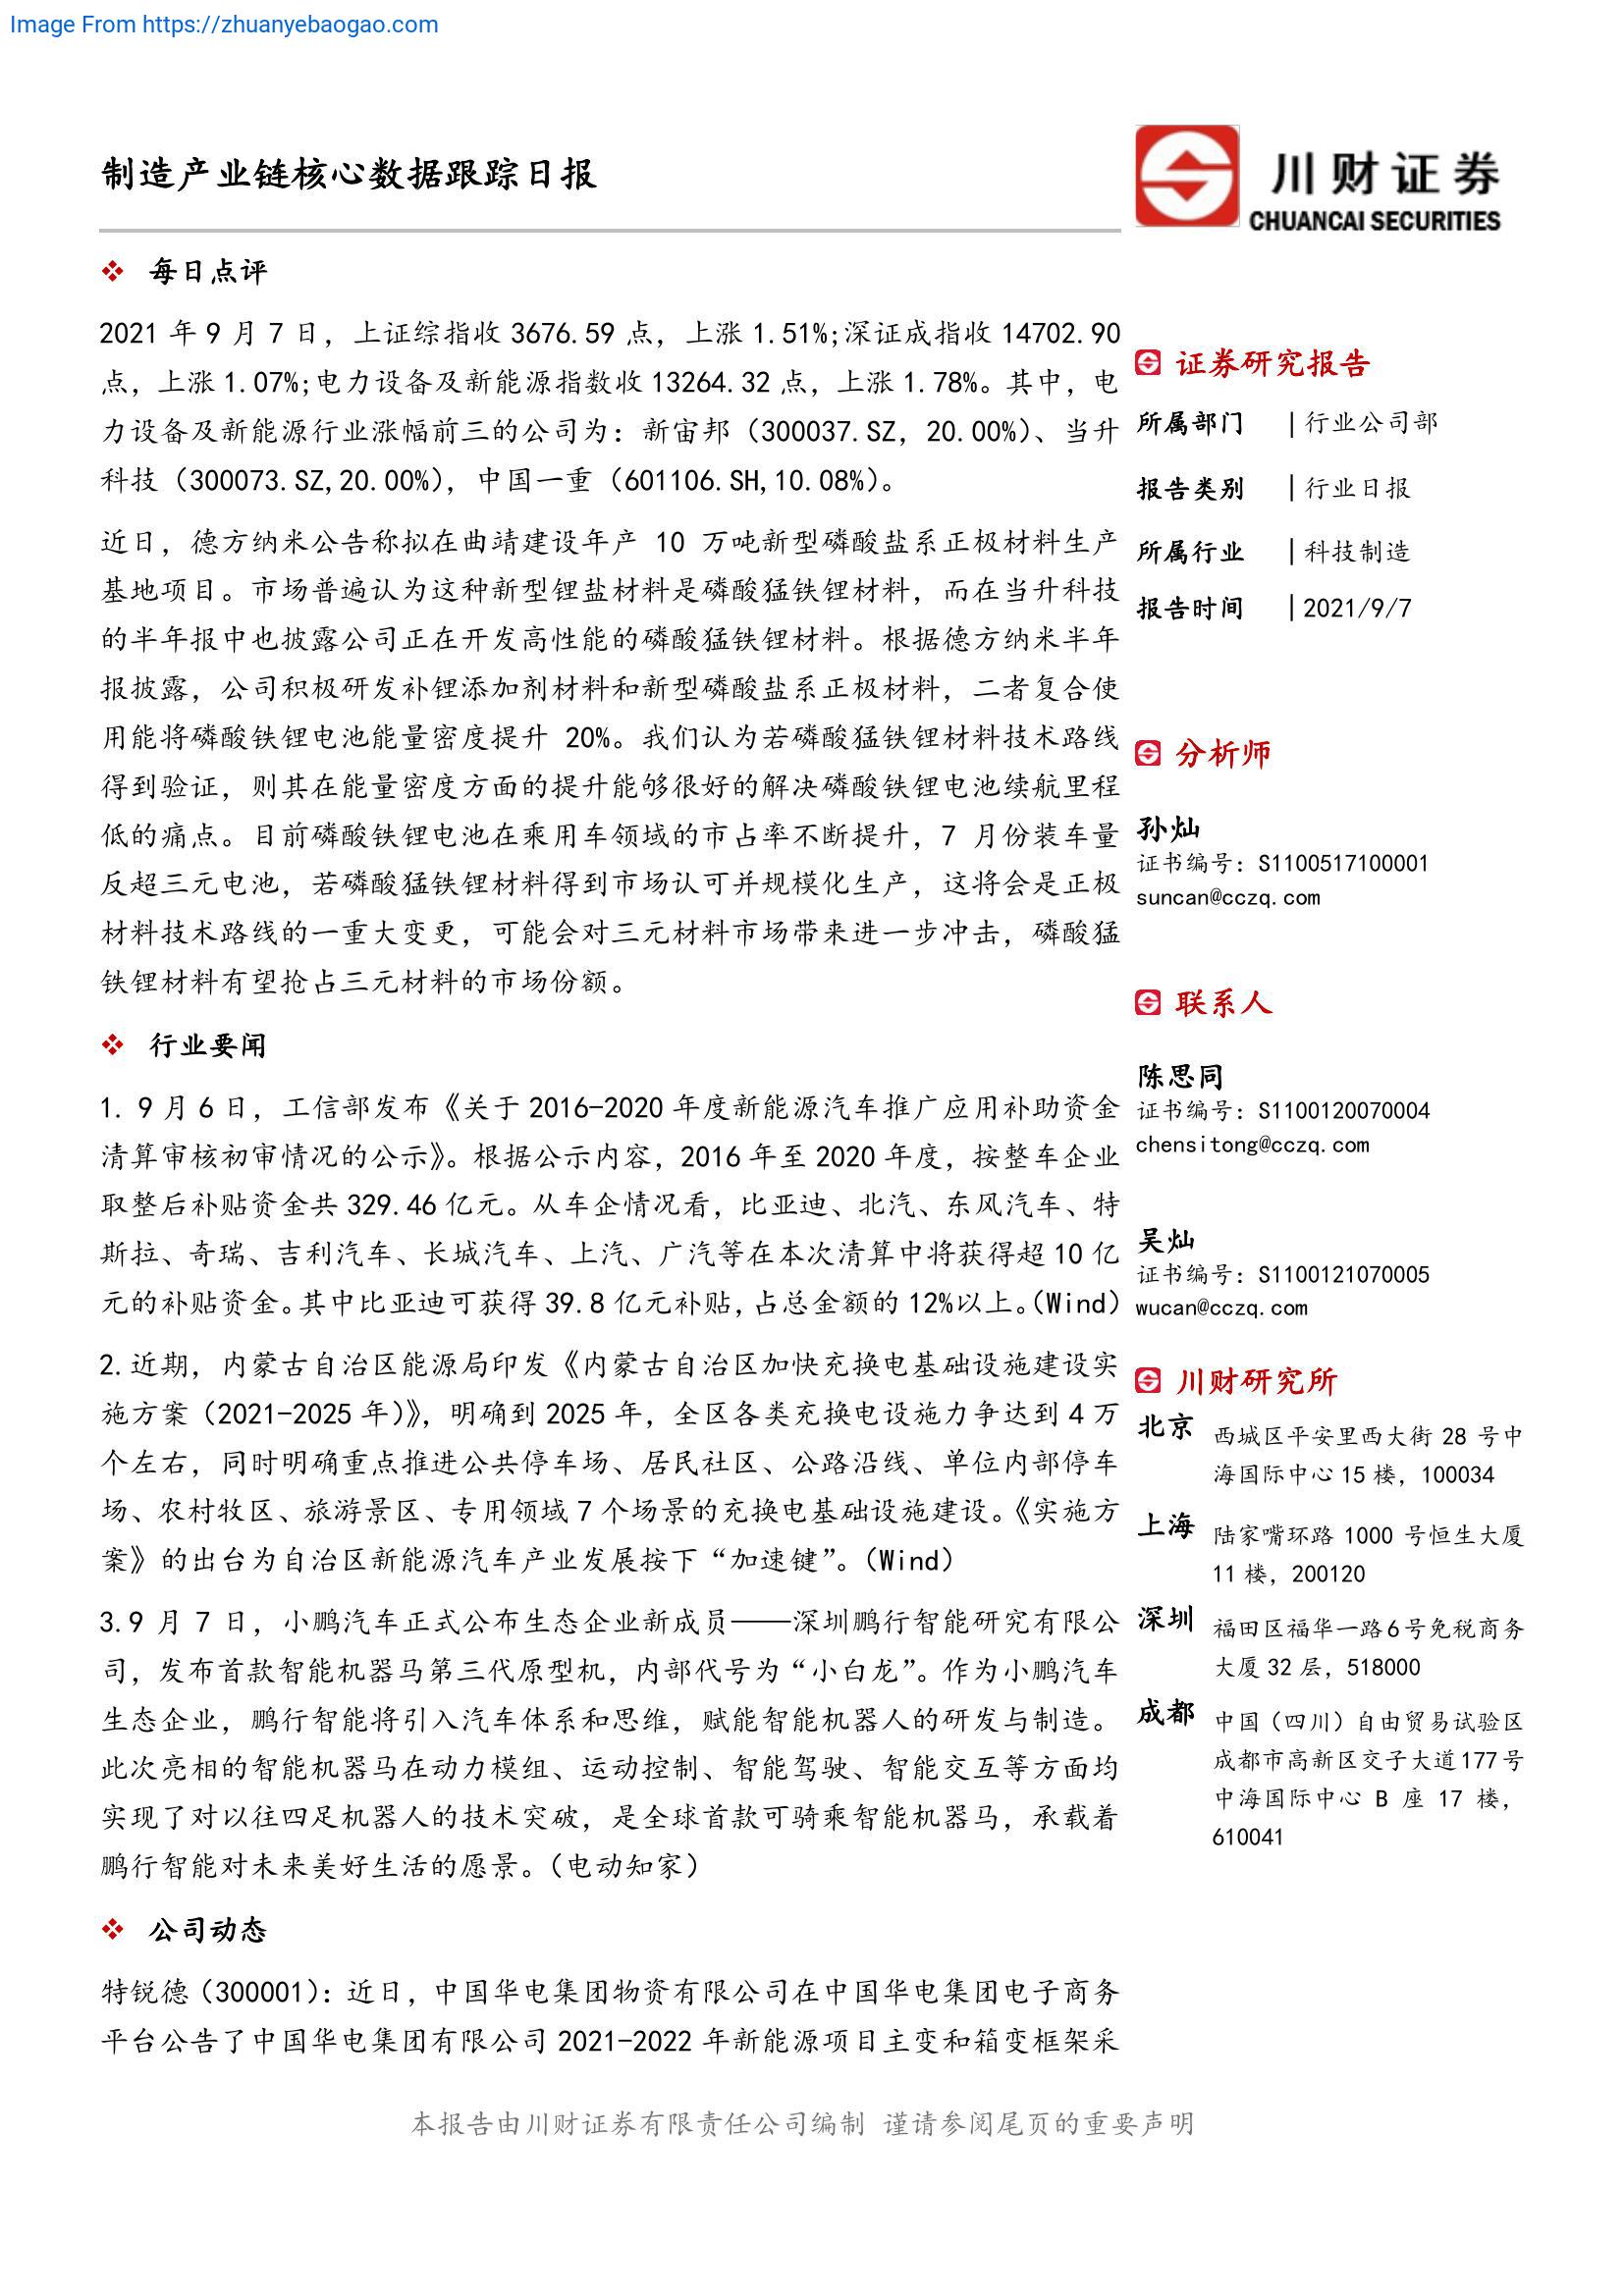 Image From https://zhuanyebaogao.com
制造产业链核心数据跟踪日报
川财证券
CHUANCAI SECURITIES
每日点评
2021 年 9 月 7 日，上证综指收 3676.59 点，上涨 1.51%;深证成指收 14702.90
点，上涨 1.07%;电力设备及新能源指数收 13264.32 点，上涨 1.78%。其中，电
力设备及新能源行业涨幅前三的公司为：新宙邦（300037.SZ，20.00%）、当升
科技（300073.SZ,20.00%），中国一重（601106.SH,10.08%）。
近日，德方纳米公告称拟在曲靖建设年产 10 万吨新型磷酸盐系正极材料生产
基地项目。市场普遍认为这种新型锂盐材料是磷酸猛铁锂材料，而在当升科技
的半年报中也披露公司正在开发高性能的磷酸猛铁锂材料。根据德方纳米半年
报披露，公司积极研发补锂添加剂材料和新型磷酸盐系正极材料，二者复合使
用能将磷酸铁锂电池能量密度提升 20%。我们认为若磷酸猛铁锂材料技术路线
得到验证，则其在能量密度方面的提升能够很好的解决磷酸铁锂电池续航里程
低的痛点。目前磷酸铁锂电池在乘用车领域的市占率不断提升，7 月份装车量
反超三元电池，若磷酸猛铁锂材料得到市场认可并规模化生产，这将会是正极
材料技术路线的一重大变更，可能会对三元材料市场带来进一步冲击，磷酸猛
铁锂材料有望抢占三元材料的市场份额。
行业要闻
1. 9 月 6 日，工信部发布《关于 2016-2020 年度新能源汽车推广应用补助资金
清算审核初审情况的公示》。根据公示内容，2016 年至 2020 年度，按整车企业
取整后补贴资金共 329.46 亿元。从车企情况看，比亚迪、北汽、东风汽车、特
斯拉、奇瑞、吉利汽车、长城汽车、上汽、广汽等在本次清算中将获得超 10 亿
元的补贴资金。其中比亚迪可获得 39.8 亿元补贴，占总金额的 12%以上。（Wind）
2.近期，内蒙古自治区能源局印发《内蒙古自治区加快充换电基础设施建设实
施方案（2021-2025 年）》，明确到 2025 年，全区各类充换电设施力争达到 4 万
个左右，同时明确重点推进公共停车场、居民社区、公路沿线、单位内部停车
场、农村牧区、旅游景区、专用领域 7 个场景的充换电基础设施建设。《实施方
案》的出台为自治区新能源汽车产业发展按下“加速键”。（Wind）
3.9 月 7 日，小鹏汽车正式公布生态企业新成员——深圳鹏行智能研究有限公
司，发布首款智能机器马第三代原型机，内部代号为“小白龙”。作为小鹏汽车
生态企业，鹏行智能将引入汽车体系和思维，赋能智能机器人的研发与制造。
此次亮相的智能机器马在动力模组、运动控制、智能驾驶、智能交互等方面均
实现了对以往四足机器人的技术突破，是全球首款可骑乘智能机器马，承载着
鹏行智能对未来美好生活的愿景。（电动知家）
公司动态
特锐德（300001）：近日，中国华电集团物资有限公司在中国华电集团电子商务
平台公告了中国华电集团有限公司 2021-2022 年新能源项目主变和箱变框架采
证券研究报告
所属部门 | 行业公司部
报告类别 | 行业日报
所属行业 | 科技制造
报告时间 | 2021/9/7
分析师
孙灿
证书编号：S1100517100001
suncan@cczq.com
联系人
陈思同
证书编号：S1100120070004
chensitong@cczq.com
吴灿
证书编号：S1100121070005
wucan@cczq.com
川财研究所
北京 西城区平安里西大街 28 号中
海国际中心 15 楼，100034
上海 陆家嘴环路 1000 号恒生大厦
11 楼，200120
深圳 福田区福华一路 6 号免税商务
大厦 32 层，518000
成都 中国（四川）自由贸易试验区
成都市高新区交子大道 177 号
中海国际中心 B 座 17 楼，
610041
本报告由川财证券有限责任公司编制 谨请参阅尾页的重要声明